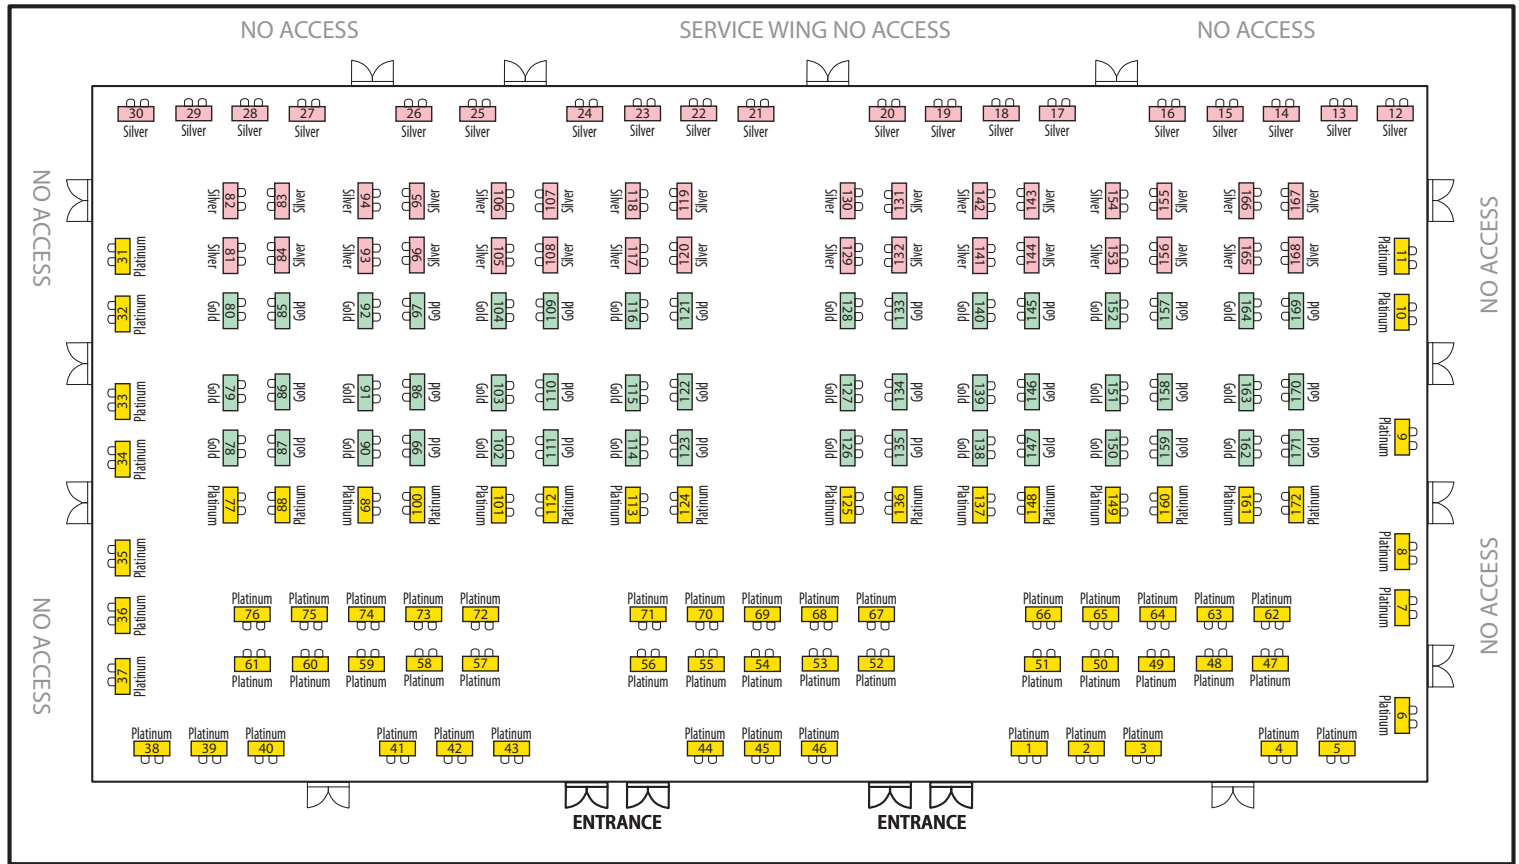 NO ACCESS
SERVICE WING NO ACCESS
NO ACCESS
30 29 28 27 26 25 24 23 22 21 20 19 18 17 16 15 14 13 12
Silver Silver Silver Silver Silver Silver Silver Silver Silver Silver Silver Silver Silver Silver Silver Silver Silver Silver Silver
NO ACCESS
NO ACCESS
Silver 82 83 Silver Silver 94 95 Silver Silver 106 107 Silver Silver 118 119 Silver Silver 130 131 Silver Silver 142 143 Silver Silver 154 155 Silver Silver 166 167 Silver
31 Platinum
Silver 81 84 Silver Silver 93 96 Silver Silver 105 108 Silver Silver 117 120 Silver Silver 129 132 Silver Silver 141 144 Silver Silver 153 156 Silver Silver 165 168 Silver
Platinum 11
32 Platinum
Gold 80 85 Gold Gold 92 97 Gold Gold 104 109 Gold Gold 116 121 Gold Gold 128 133 Gold Gold 140 145 Gold Gold 152 157 Gold Gold 164 169 Gold
Platinum 10
33 Platinum
Gold 79 86 Gold Gold 91 98 Gold Gold 103 110 Gold Gold 115 122 Gold Gold 127 134 Gold Gold 139 146 Gold Gold 151 158 Gold Gold 163 170 Gold
34 Platinum
Gold 78 87 Gold Gold 90 99 Gold Gold 102 111 Gold Gold 114 123 Gold Gold 126 135 Gold Gold 138 147 Gold Gold 150 159 Gold Gold 162 171 Gold
Platinum 9
Platinum 77 88 Platinum Platinum 89 100 Platinum Platinum 101 112 Platinum Platinum 113 124 Platinum Platinum 125 136 Platinum Platinum 137 148 Platinum Platinum 149 160 Platinum Platinum 161 172 Platinum
35 Platinum
Platinum 8
NO ACCESS
NO ACCESS
36 Platinum
Platinum 7
Platinum Platinum Platinum Platinum Platinum Platinum Platinum Platinum Platinum Platinum Platinum Platinum Platinum Platinum Platinum
76 75 74 73 72 71 70 69 68 67 66 65 64 63 62
37 Platinum
61 60 59 58 57 56 55 54 53 52 51 50 49 48 47
Platinum Platinum Platinum Platinum Platinum Platinum Platinum Platinum Platinum Platinum Platinum Platinum Platinum Platinum Platinum
Platinum 6
Platinum Platinum Platinum Platinum Platinum Platinum Platinum Platinum Platinum Platinum Platinum Platinum Platinum Platinum
38 39 40 41 42 43 44 45 46 1 2 3 4 5
ENTRANCE
ENTRANCE